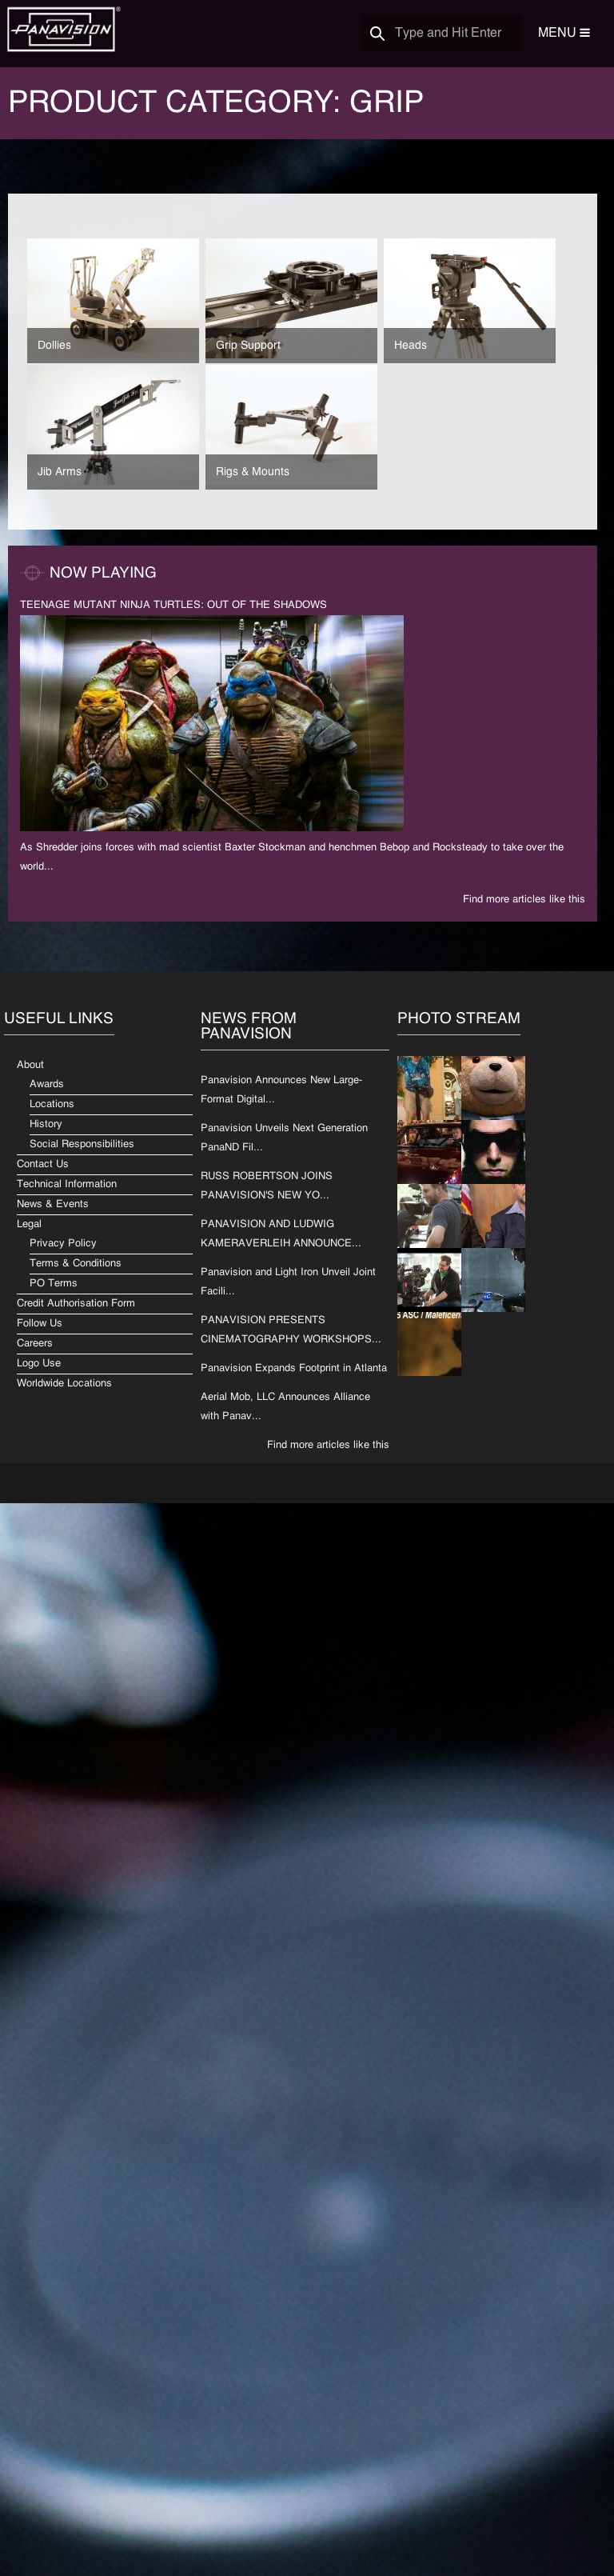 PANAVISION®
Type and Hit Enter
MENU
PRODUCT CATEGORY: GRIP
Dollies
Grip Support
Heads
Jib Arms
Rigs & Mounts
NOW PLAYING
TEENAGE MUTANT NINJA TURTLES: OUT OF THE SHADOWS
As Shredder joins forces with mad scientist Baxter Stockman and henchmen Bebop and Rocksteady to take over the
world...
Find more articles like this
USEFUL LINKS
About
Awards
Locations
History
Social Responsibilities
Contact Us
Technical Information
News & Events
Legal
Privacy Policy
Terms & Conditions
PO Terms
Credit Authorisation Form
Follow Us
Careers
Logo Use
Worldwide Locations
NEWS FROM
PANAVISION
Panavision Announces New Large-
Format Digital...
Panavision Unveils Next Generation
PanaND Fil...
RUSS ROBERTSON JOINS
PANAVISION'S NEW YO...
PANAVISION AND LUDWIG
KAMERAVERLEIH ANNOUNCE...
Panavision and Light Iron Unveil Joint
Facili...
PANAVISION PRESENTS
CINEMATOGRAPHY WORKSHOPS...
Panavision Expands Footprint in Atlanta
Aerial Mob, LLC Announces Alliance
with Panav...
Find more articles like this
PHOTO STREAM
S ASC / Maleficen